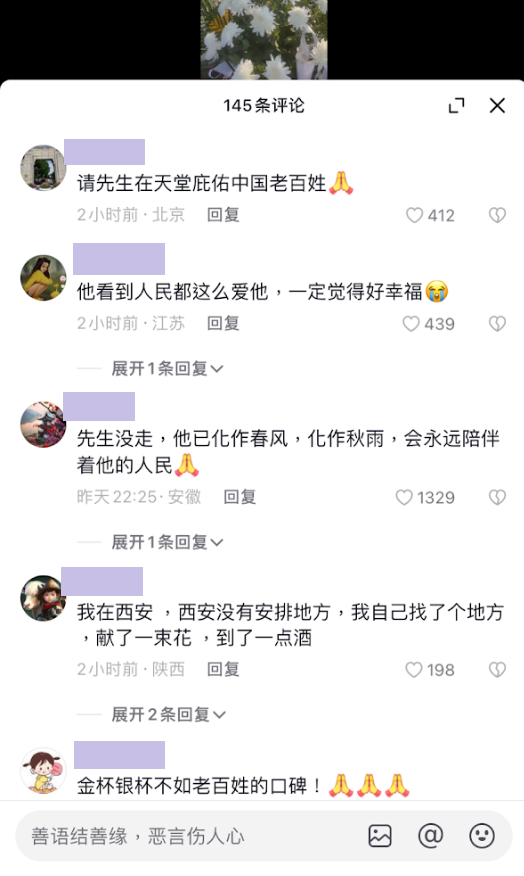 145条评论
请先生在天堂庇佑中国老百姓🙏
2小时前·北京 回复 412
他看到人民都这么爱他，一定觉得好幸福😭
2小时前·江苏 回复 439
展开1条回复
先生没走，他已化作春风，化作秋雨，会永远陪伴
着他的人民🙏
昨天22:25·安徽 回复 1329
展开1条回复
我在西安，西安没有安排地方，我自己找了个地方
，献了一束花，到了一点酒
2小时前·陕西 回复 198
展开2条回复
金杯银杯不如老百姓的口碑！🙏🙏🙏
善语结善缘，恶言伤人心